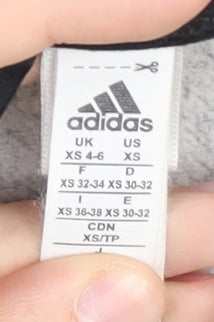 adidas
UK US
XS 4-6 XS
F D
XS 32-34 XS 30-32
I E
XS 36-38 XS 30-32
CDN
XS/TP
J